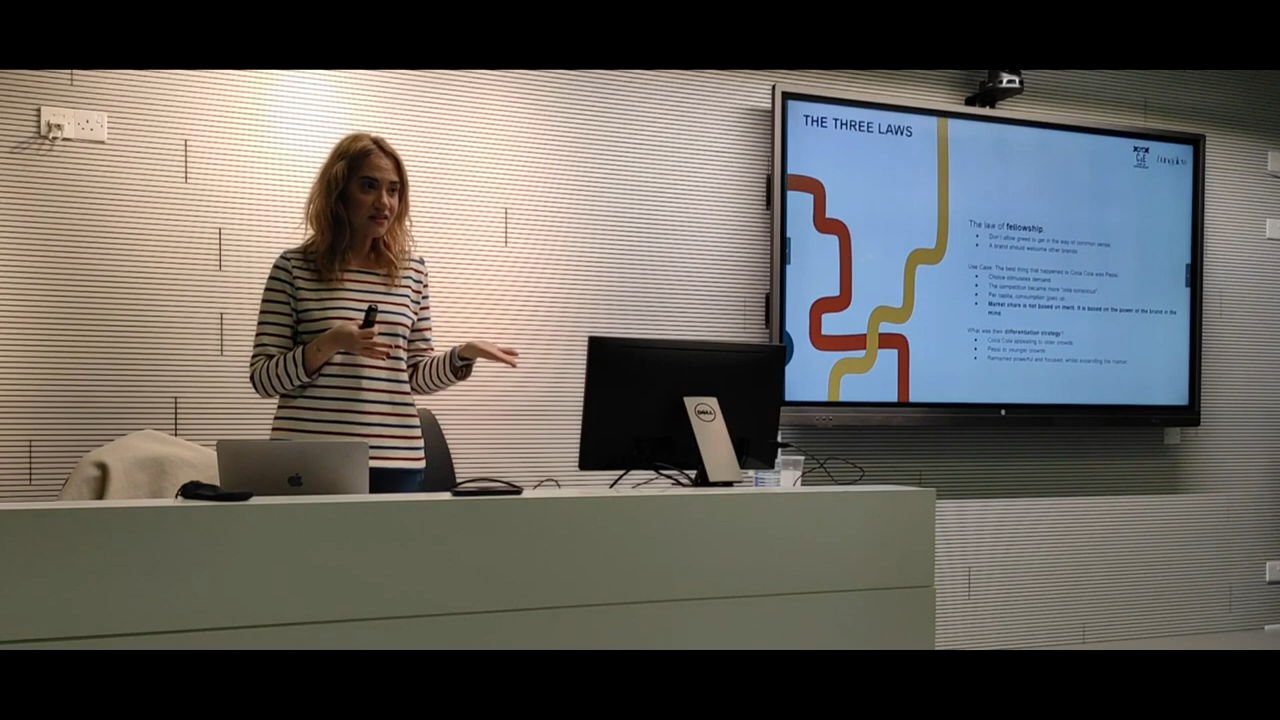 THE THREE LAWS
C&E
bungalow
The law of fellowship.
Don't allow greed to get in the way of common sense.
A brand should welcome other brands.
Use Case: The best thing that happened to Coca Cola was Pepsi.
Choice stimulates demand.
The competition became more "cola conscious".
Per capita, consumption goes up.
Market share is not based on merit. It is based on the power of the brand in the
mind.
What was their differentiation strategy?
Coca Cola appealing to older crowds.
Pepsi to younger crowds
Remained powerful and focused, whilst expanding the market.
DELL